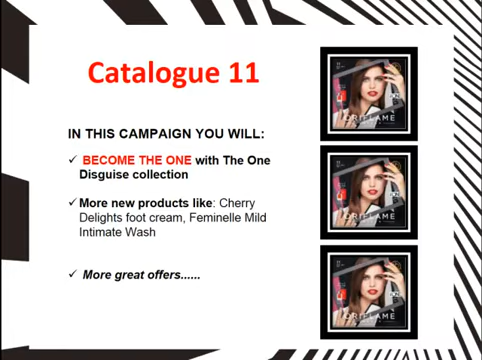 Catalogue 11
IN THIS CAMPAIGN YOU WILL:
✓ BECOME THE ONE with The One
Disguise collection
✓ More new products like: Cherry
Delights foot cream, Feminelle Mild
Intimate Wash
✓ More great offers......
ORIFLAME
ORIFLAME
ORIFLAME